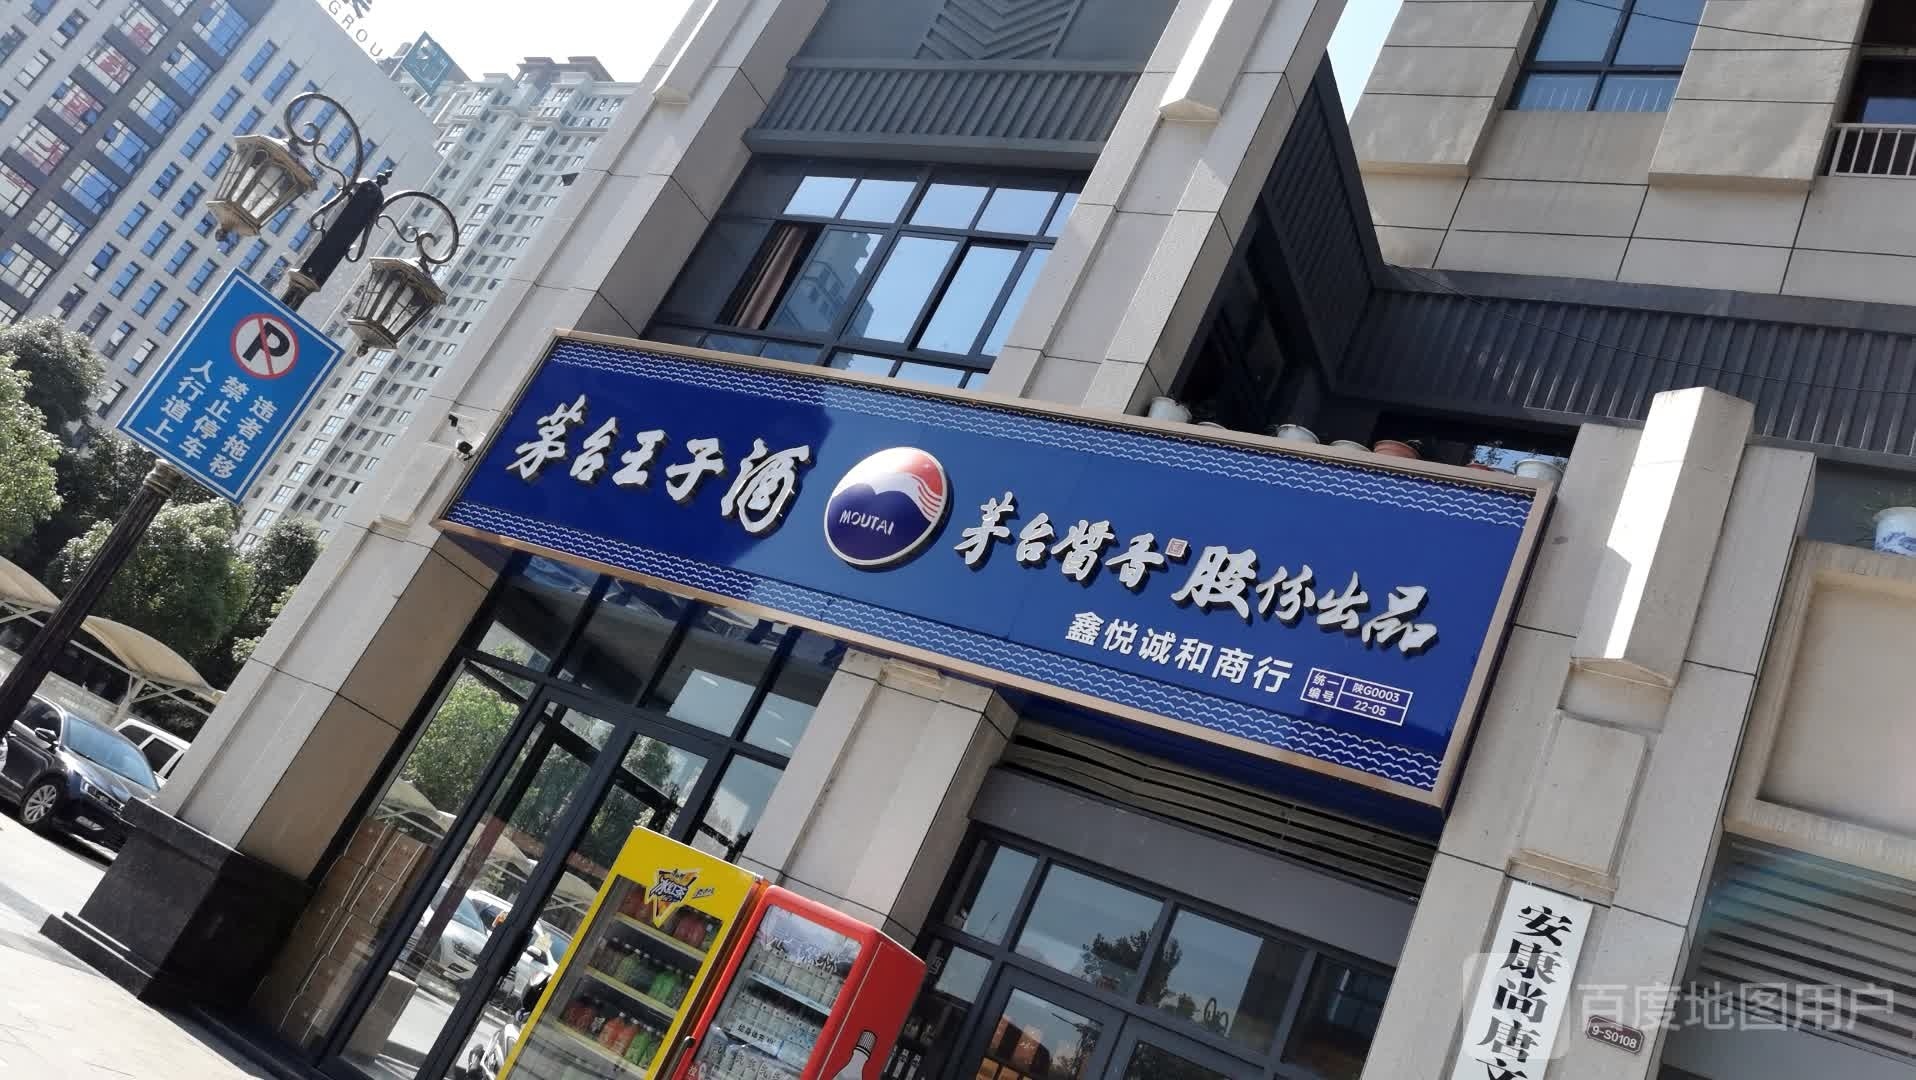 GROU
违者拖移
禁止停车
人行道上
茅台王子酒
MOUTAI
茅台酱香 股份出品
鑫悦诚和商行
统一编号
陕G0003
22-05
冰红茶
安康尚唐文
9-S0108
百度地图用户